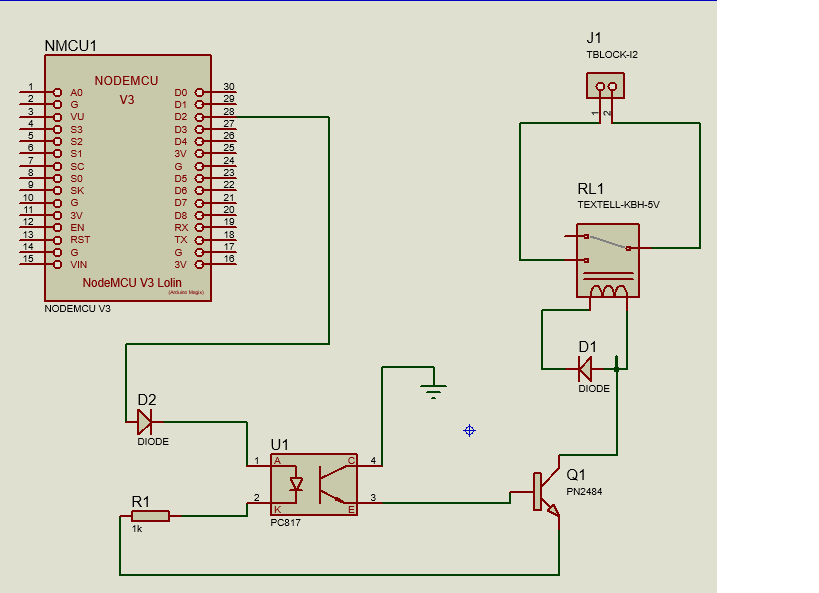 NMCU1
NODEMCU
V3
1 A0 D0 30
2 G D1 29
3 VU D2 28
4 S3 D3 27
5 S2 D4 26
6 S1 3V 25
7 SC G 24
8 S0 D5 23
9 SK D6 22
10 G D7 21
11 3V D8 20
12 EN RX 19
13 RST TX 18
14 G G 17
15 VIN 3V 16
NodeMCU V3 Lolin
(Arduino Magix)
NODEMCU V3
J1
TBLOCK-I2
1 2
RL1
TEXTELL-KBH-5V
D1
DIODE
D2
DIODE
U1
1 A C 4
2 K E 3
PC817
R1
1k
Q1
PN2484